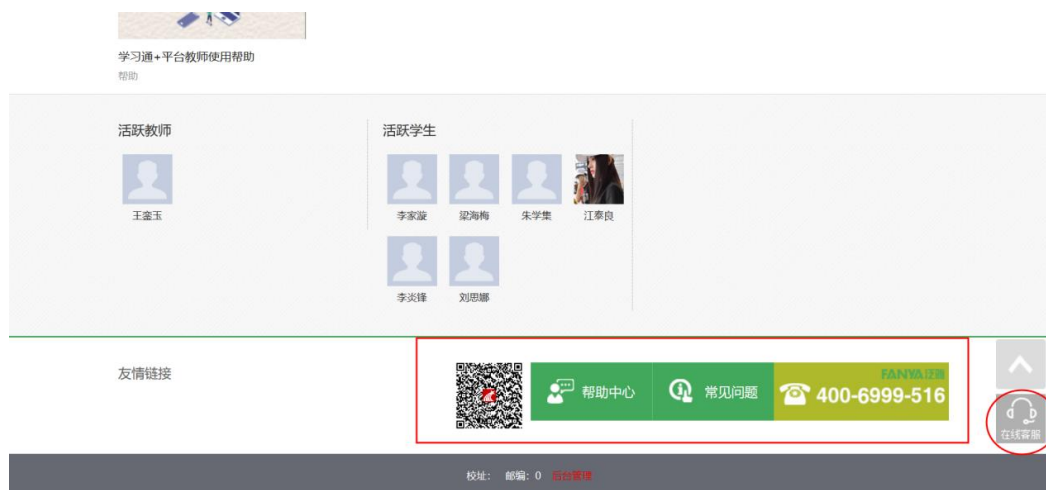 学习通+平台教师使用帮助
帮助
活跃教师
活跃学生
王銮玉
李家漩 梁海梅 朱学集 江泰良
李炎锋 刘思娜
友情链接
帮助中心
常见问题
FANYA泛雅
400-6999-516
在线客服
校址： 邮编：0 后台管理